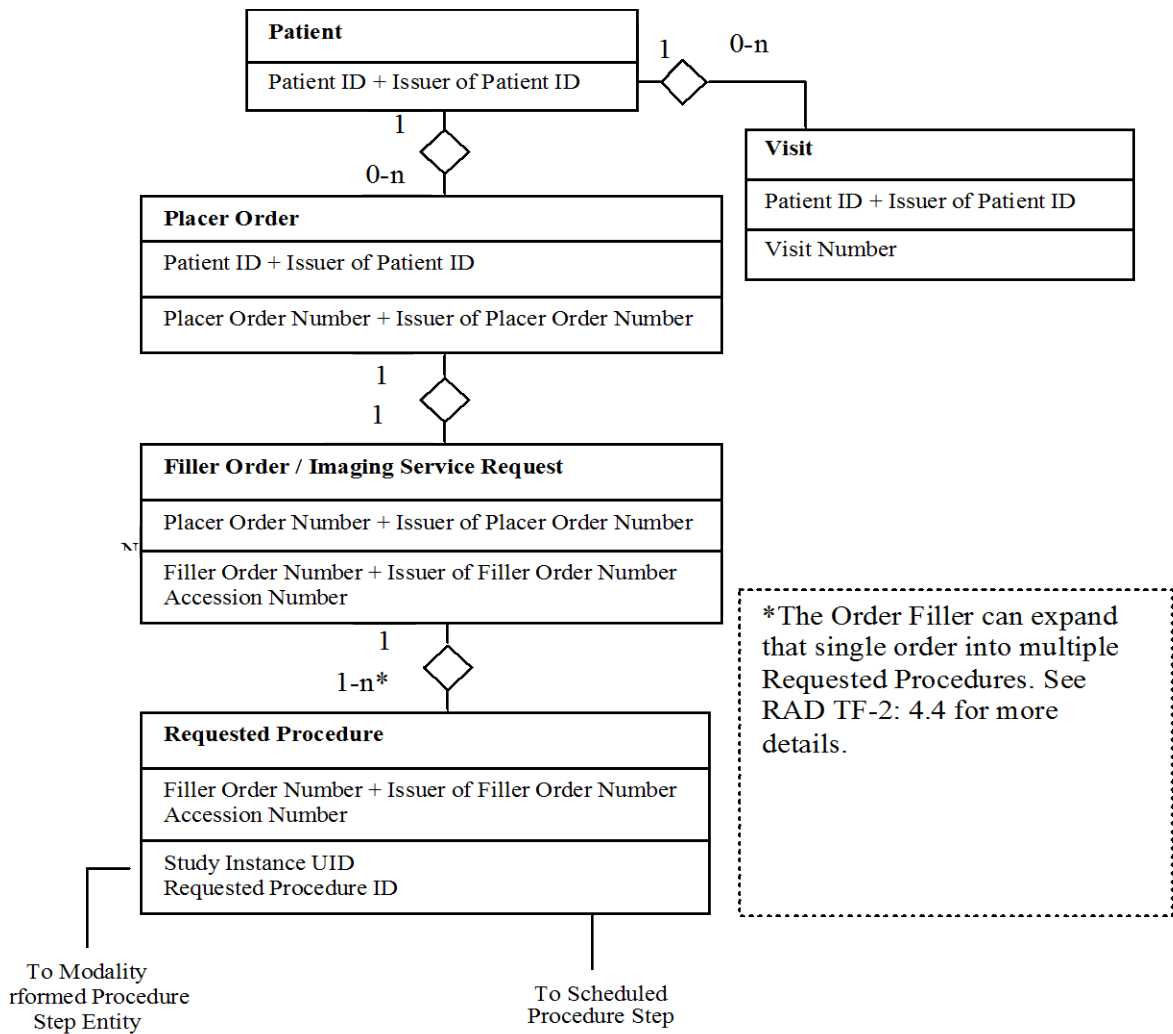 Patient
Patient ID + Issuer of Patient ID
1
0-n
1
0-n
Visit
Patient ID + Issuer of Patient ID
Visit Number
Placer Order
Patient ID + Issuer of Patient ID
Placer Order Number + Issuer of Placer Order Number
1
1
Filler Order / Imaging Service Request
Placer Order Number + Issuer of Placer Order Number
Filler Order Number + Issuer of Filler Order Number
Accession Number
1
1-n*
*The Order Filler can expand
that single order into multiple
Requested Procedures. See
RAD TF-2: 4.4 for more
details.
Requested Procedure
Filler Order Number + Issuer of Filler Order Number
Accession Number
Study Instance UID
Requested Procedure ID
To Modality
rformed Procedure
Step Entity
To Scheduled
Procedure Step